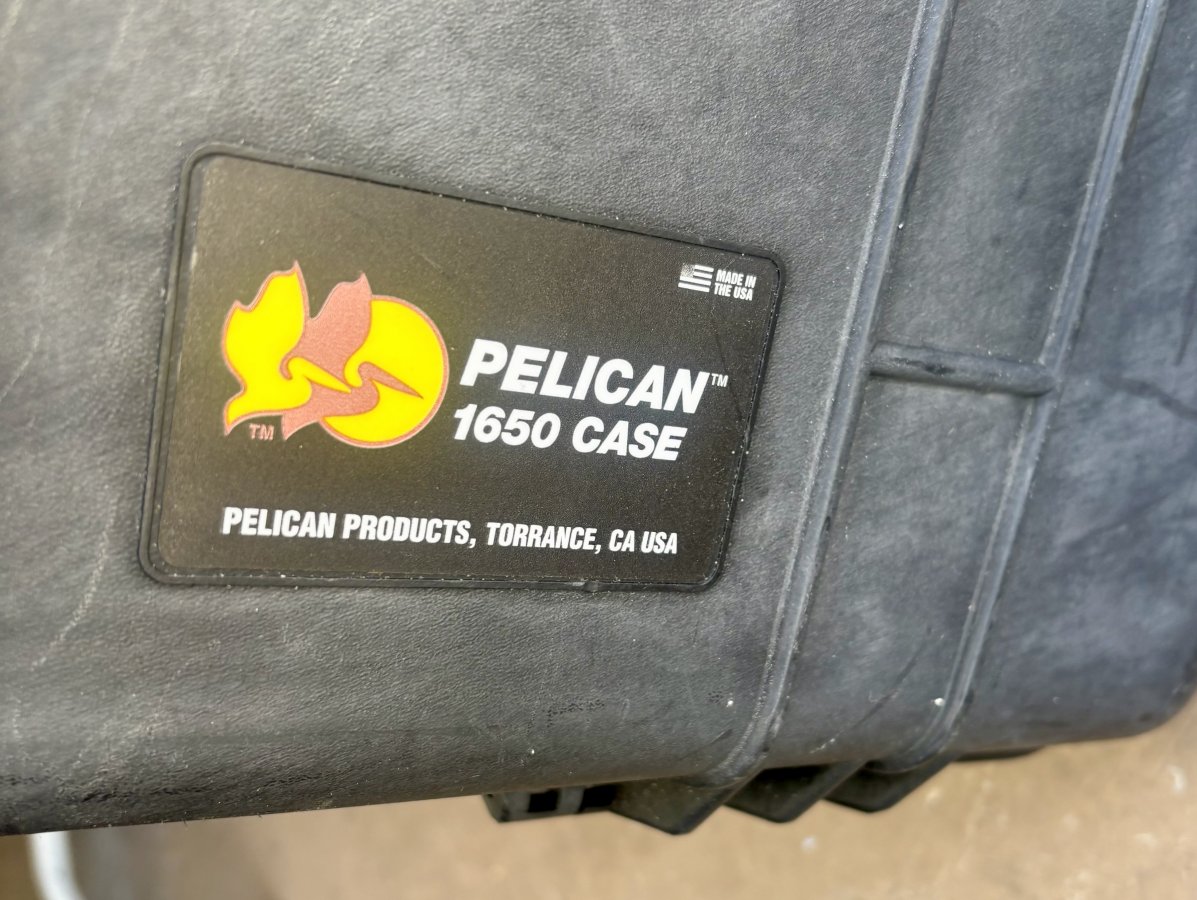 MADE IN
THE USA
PELICAN™
1650 CASE
TM
PELICAN PRODUCTS, TORRANCE, CA USA